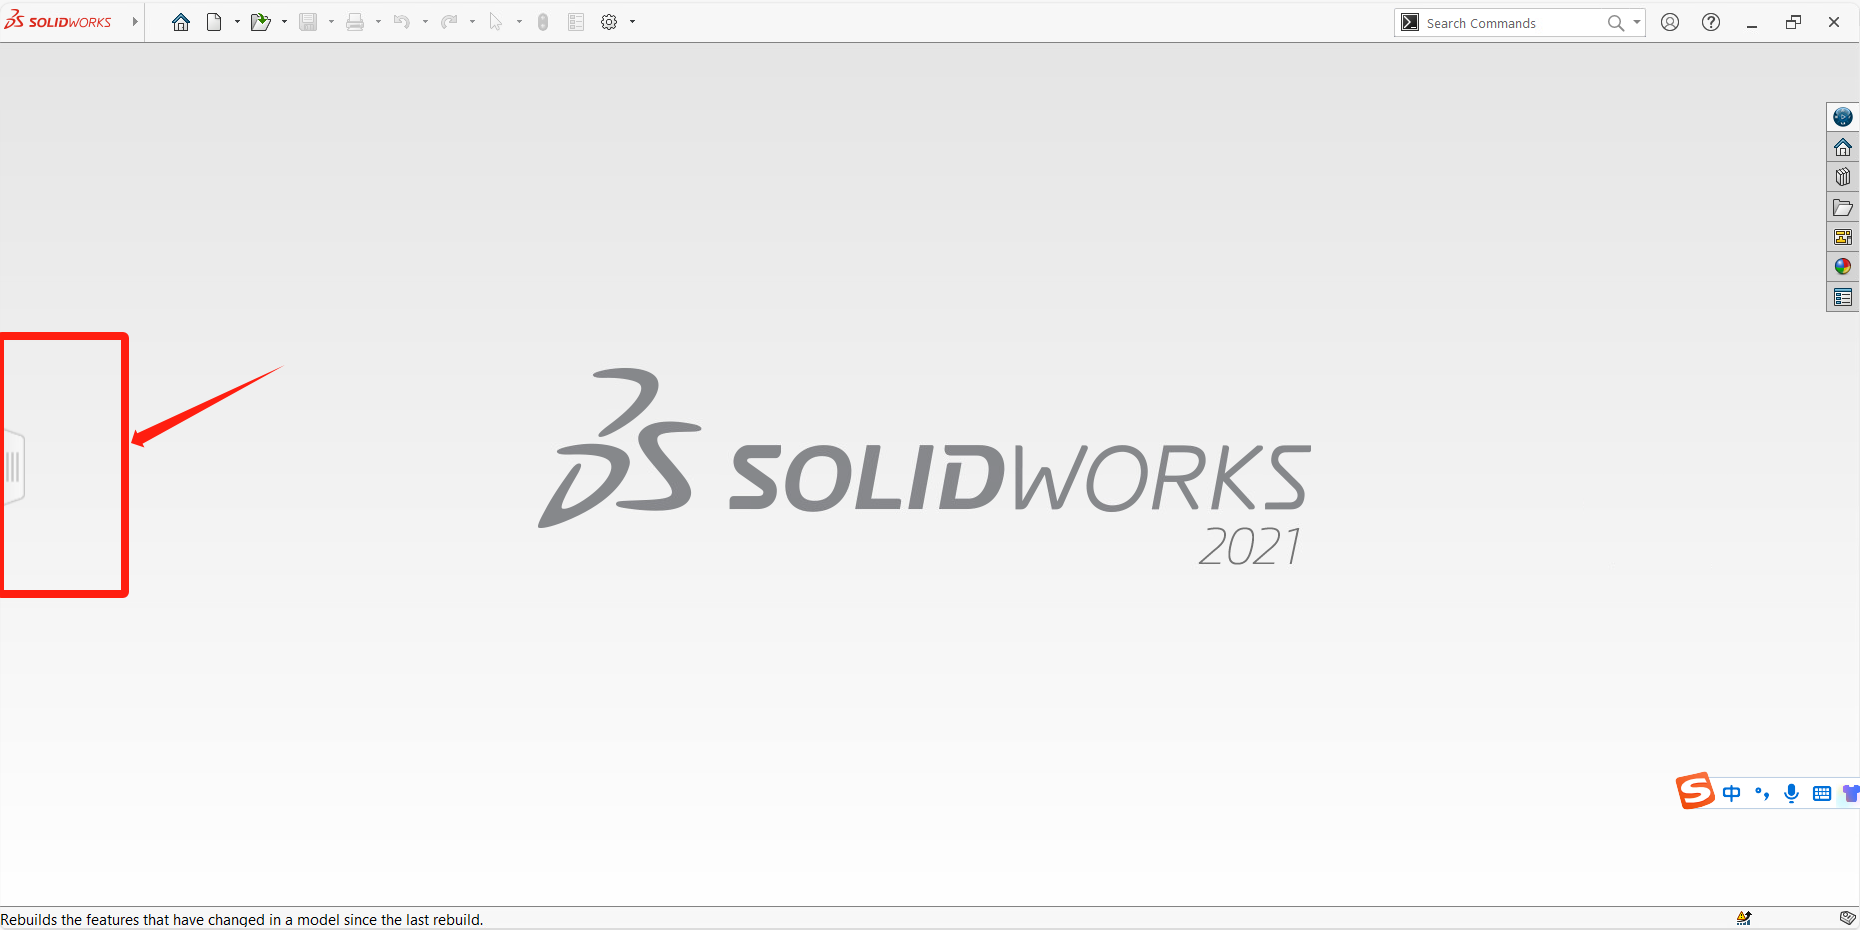 SOLIDWORKS
Search Commands
SOLIDWORKS
2021
中
Rebuilds the features that have changed in a model since the last rebuild.